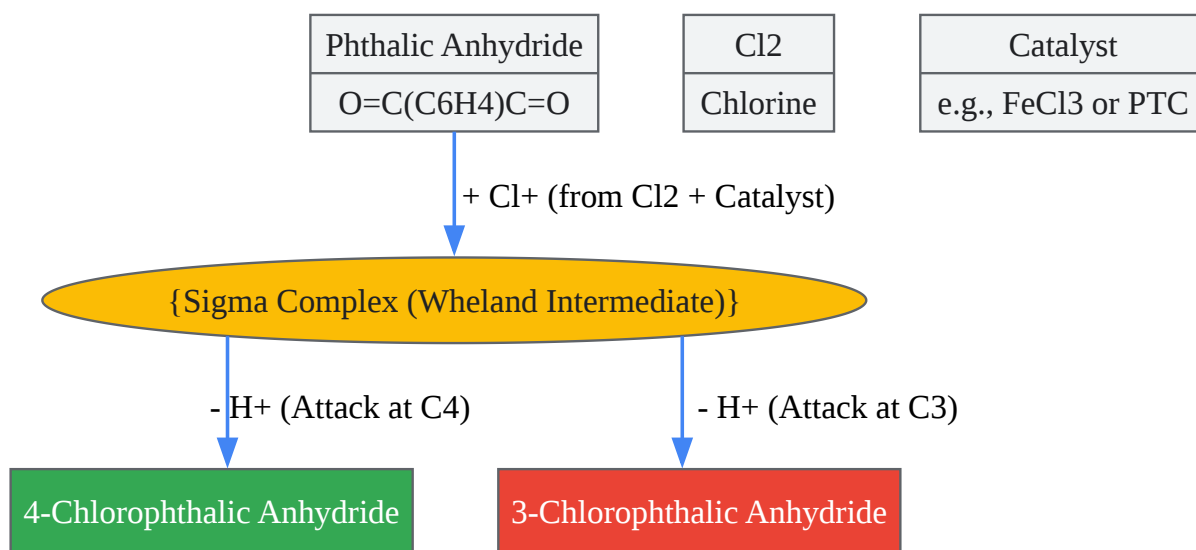 Phthalic Anhydride
O=C(C6H4)C=O
Cl2
Chlorine
Catalyst
e.g., FeCl3 or PTC
+ Cl+ (from Cl2 + Catalyst)
{Sigma Complex (Wheland Intermediate)}
- H+ (Attack at C4)
- H+ (Attack at C3)
4-Chlorophthalic Anhydride
3-Chlorophthalic Anhydride